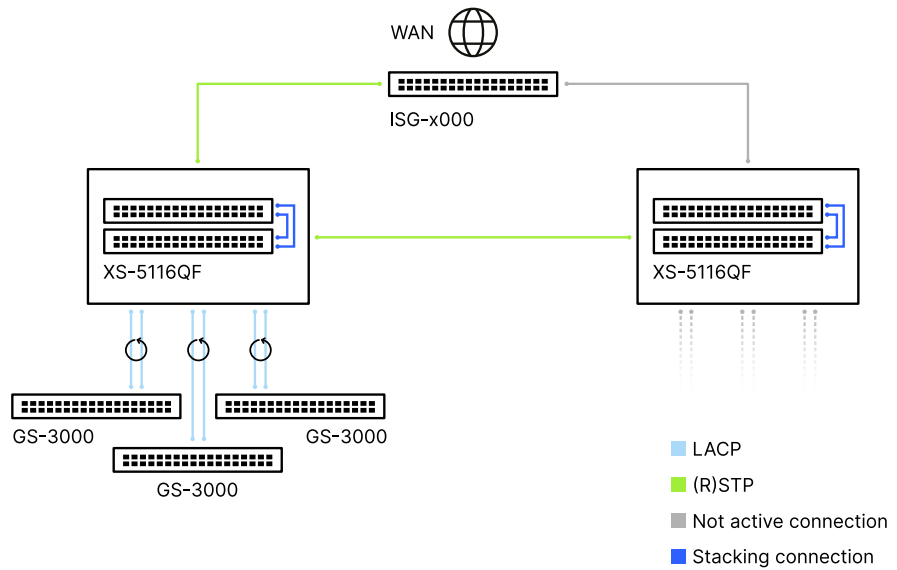 WAN
ISG-x000
XS-5116QF
XS-5116QF
GS-3000
GS-3000
GS-3000
LACP
(R)STP
Not active connection
Stacking connection